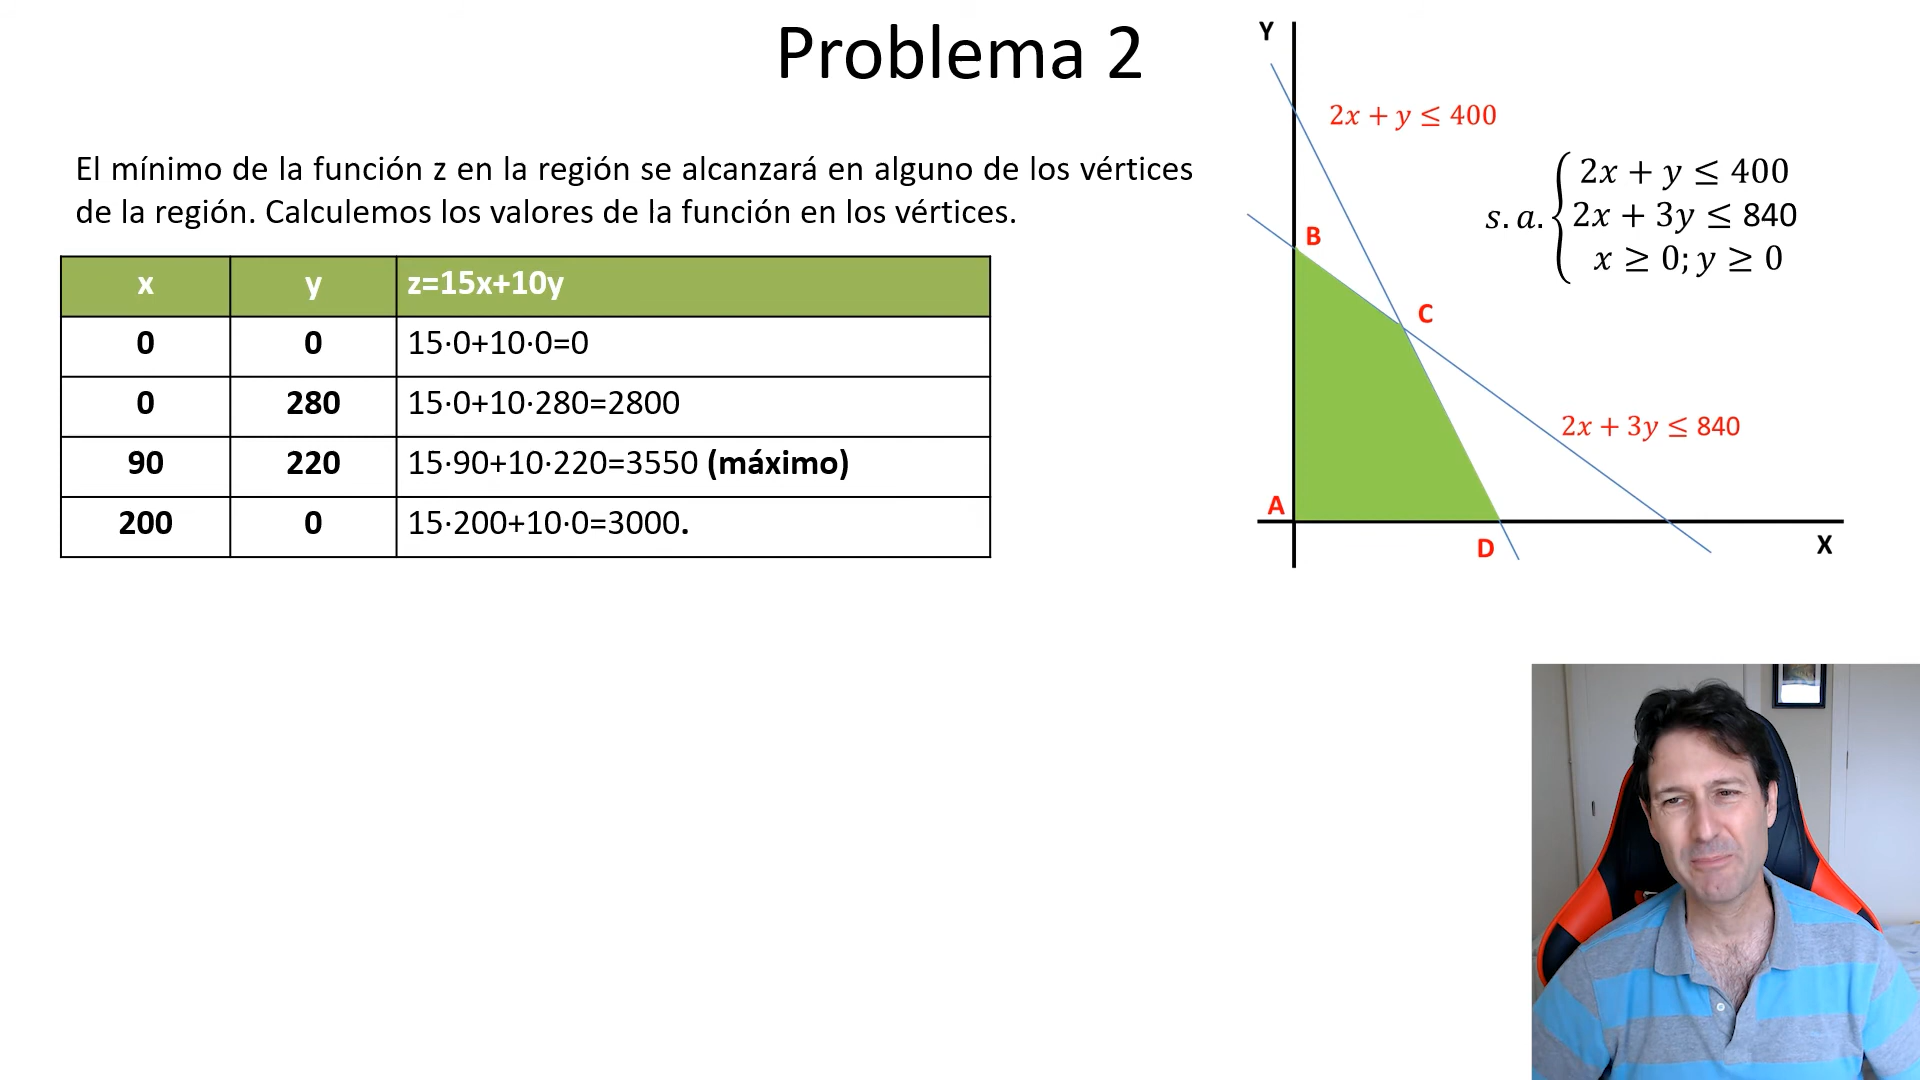 Problema 2
El mínimo de la función z en la región se alcanzará en alguno de los vértices
de la región. Calculemos los valores de la función en los vértices.
x y z=15x+10y
0 0 15·0+10·0=0
0 280 15·0+10·280=2800
90 220 15·90+10·220=3550 (máximo)
200 0 15·200+10·0=3000.
Y
2x + y ≤ 400
s. a. { 2x + y ≤ 400
2x + 3y ≤ 840
x ≥ 0; y ≥ 0
B
C
2x + 3y ≤ 840
A
D
X